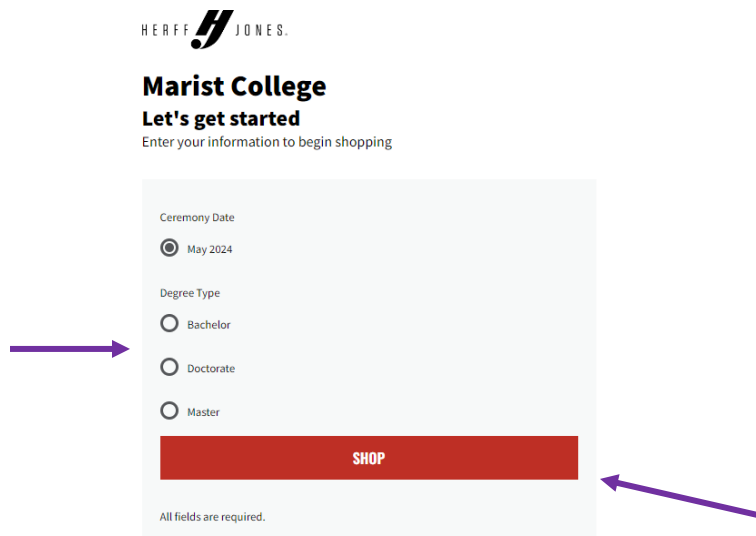 HERFF HJ JONES.
Marist College
Let's get started
Enter your information to begin shopping
Ceremony Date
May 2024
Degree Type
Bachelor
Doctorate
Master
SHOP
All fields are required.